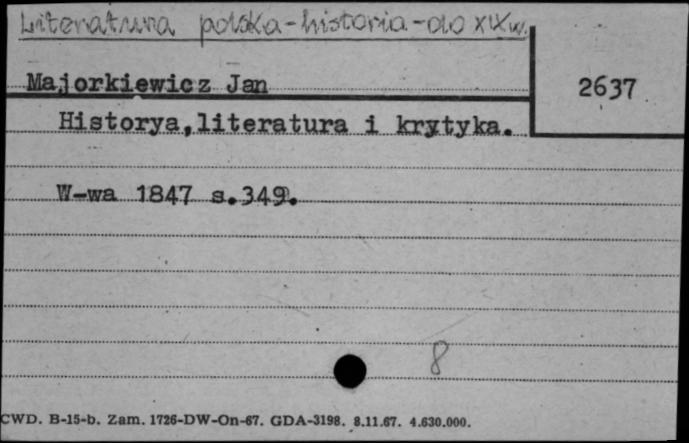 Literatura polska-historia-do XIX w.
Majorkiewicz Jan
2637
Historya,literatura i krytyka.
W-wa 1847 s.349.
8
CWD. B-15-b. Zam. 1726-DW-On-67. GDA-3198. 8.11.67. 4.630.000.